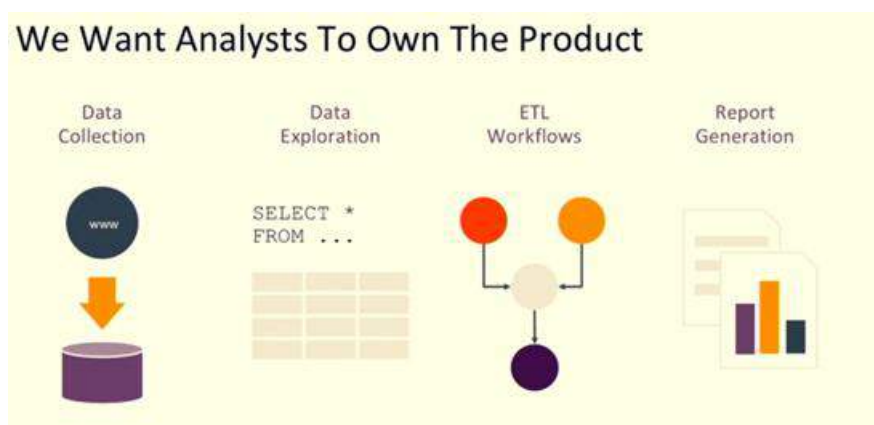 We Want Analysts To Own The Product
Data
Collection
Data
Exploration
ETL
Workflows
Report
Generation
www
SELECT *
FROM ...